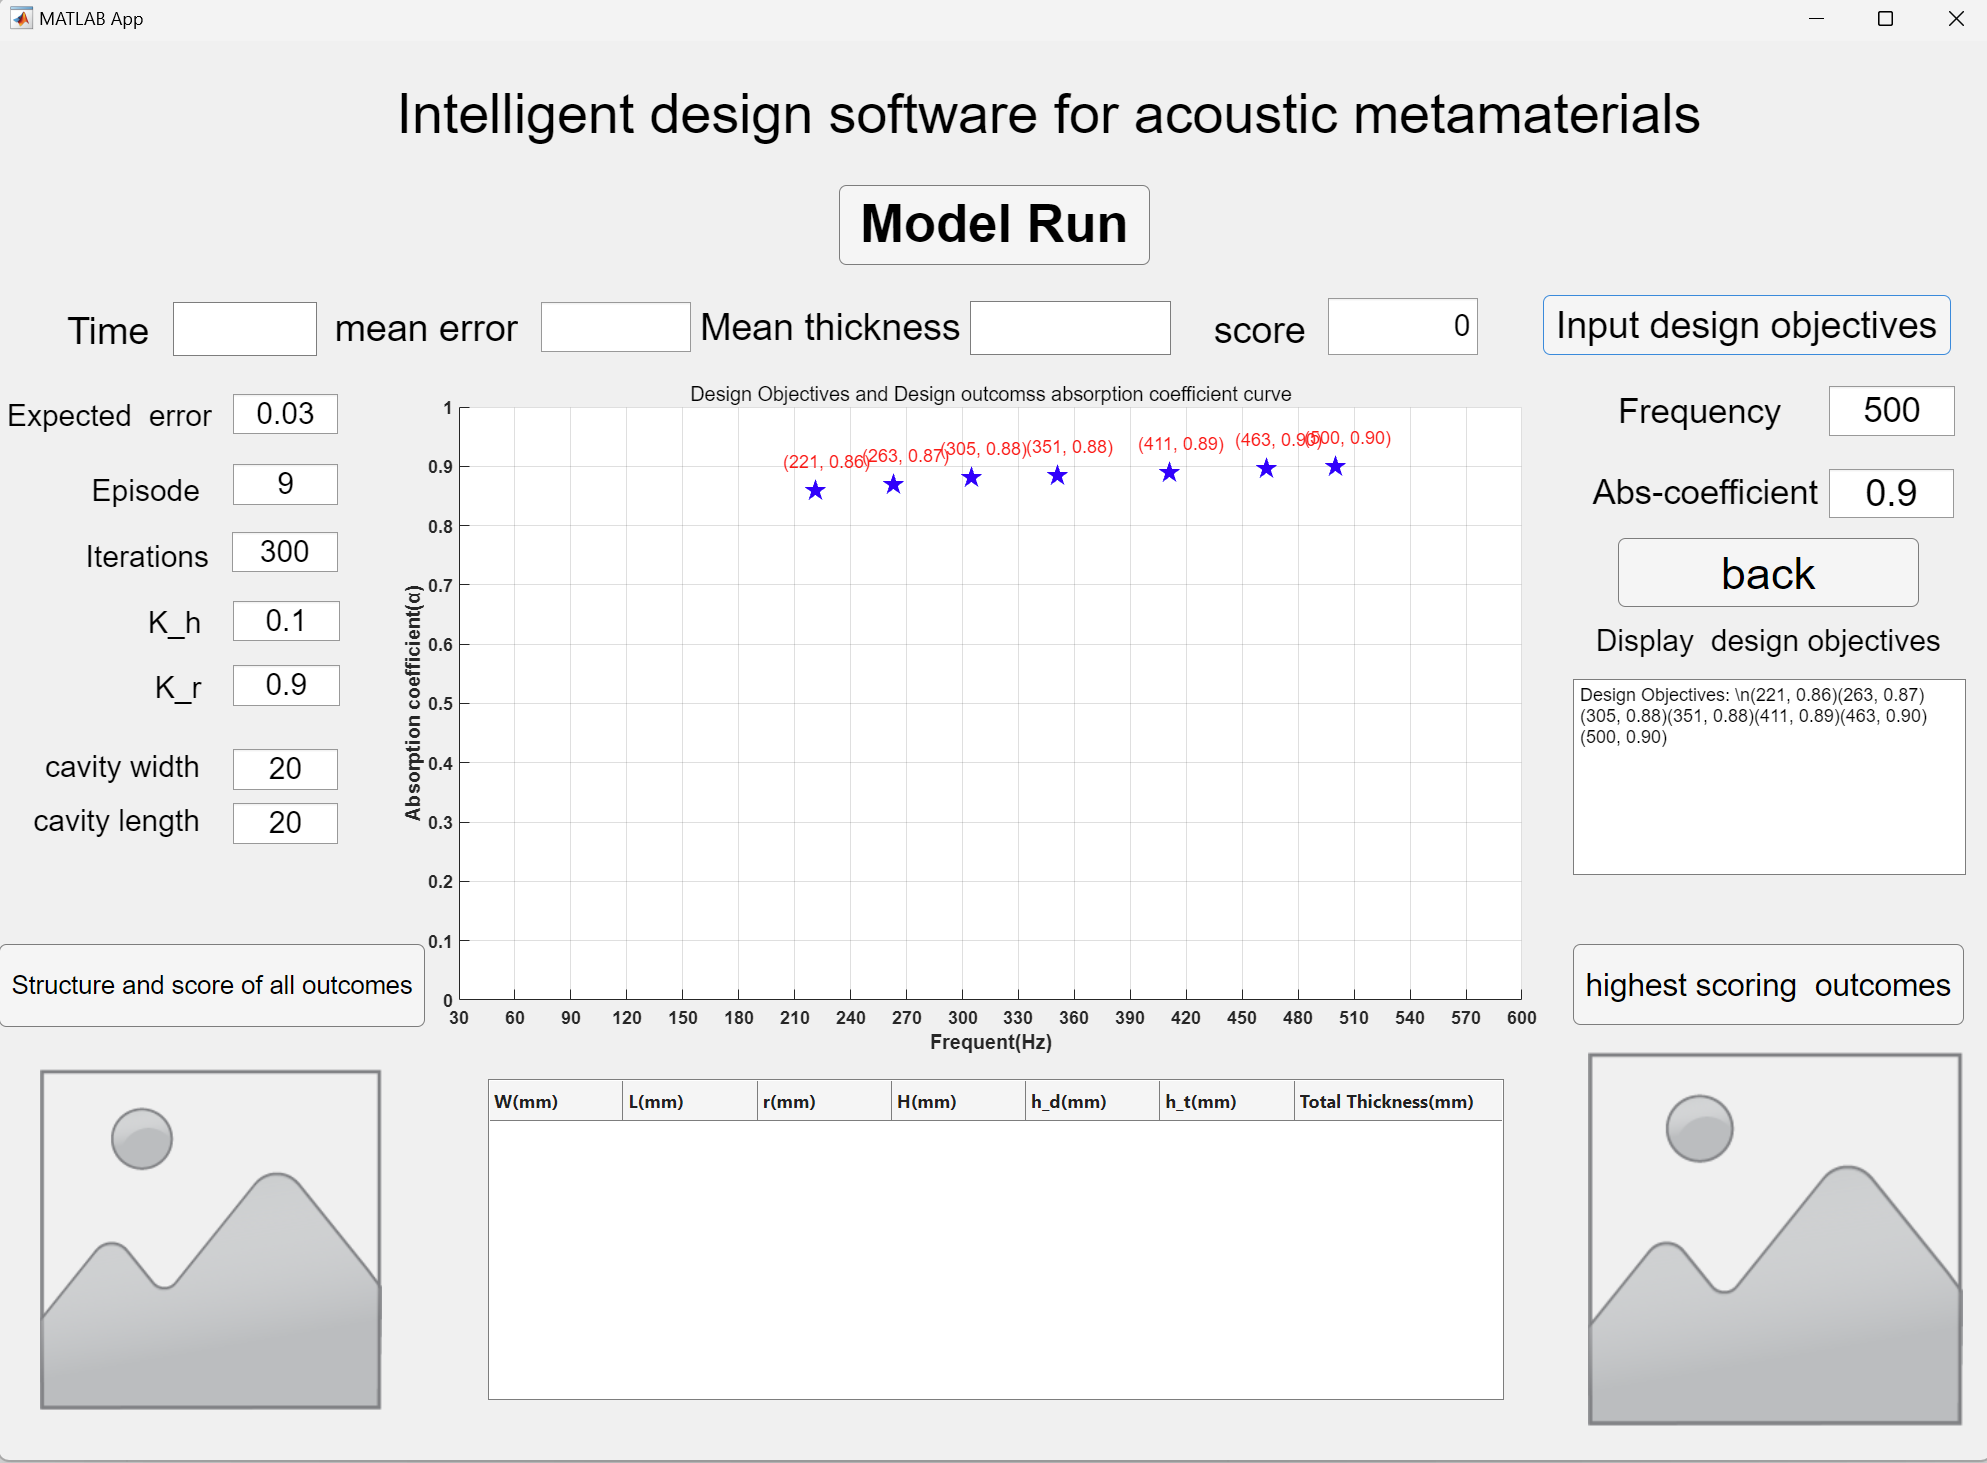 MATLAB App
Intelligent design software for acoustic metamaterials
Model Run
Time
mean error
Mean thickness
score 0
Input design objectives
Expected  error 0.03
Episode 9
Iterations 300
K_h 0.1
K_r 0.9
cavity width 20
cavity length 20
Design Objectives and Design outcomss absorption coefficient curve
(221, 0.86)
(263, 0.87)
(305, 0.88)
(351, 0.88)
(411, 0.89)
(463, 0.90)
(500, 0.90)
Absorption coefficient(α)
1
0.9
0.8
0.7
0.6
0.5
0.4
0.3
0.2
0.1
0
30 60 90 120 150 180 210 240 270 300 330 360 390 420 450 480 510 540 570 600
Frequent(Hz)
Frequency 500
Abs-coefficient 0.9
back
Display  design objectives
Design Objectives: \n(221, 0.86)(263, 0.87)
(305, 0.88)(351, 0.88)(411, 0.89)(463, 0.90)
(500, 0.90)
Structure and score of all outcomes
highest scoring  outcomes
W(mm) L(mm) r(mm) H(mm) h_d(mm) h_t(mm) Total Thickness(mm)